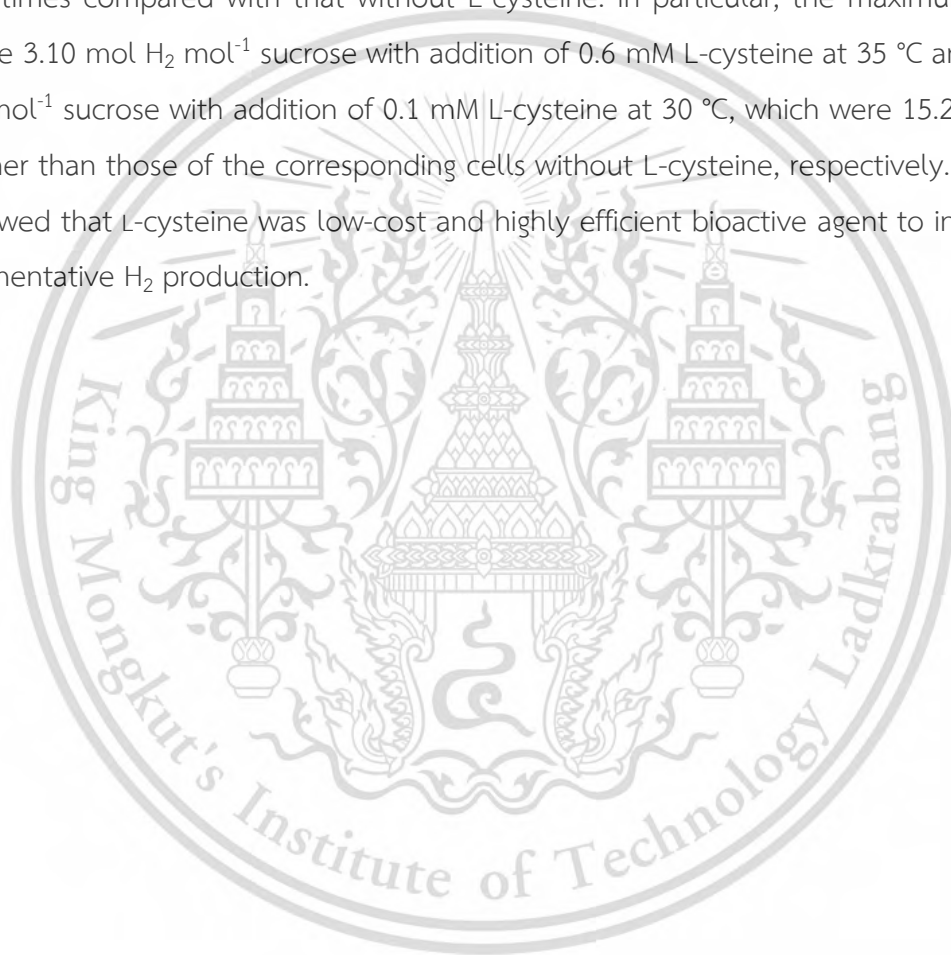 times compared with that without L-cysteine. In particular, the maximu
e 3.10 mol H₂ mol⁻¹ sucrose with addition of 0.6 mM L-cysteine at 35 °C
mol⁻¹ sucrose with addition of 0.1 mM L-cysteine at 30 °C, which were 15.2
her than those of the corresponding cells without L-cysteine, respectively.
wed that L-cysteine was low-cost and highly efficient bioactive agent to in
mentative H₂ production.
King Mongkut's Institute of Technology Ladkrabang